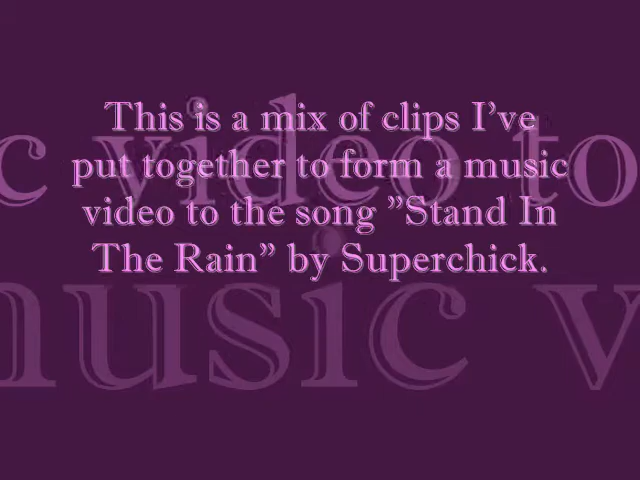 This is a mix of clips I've
put together to form a music
video to the song "Stand In
The Rain" by Superchick.
c video to
music v